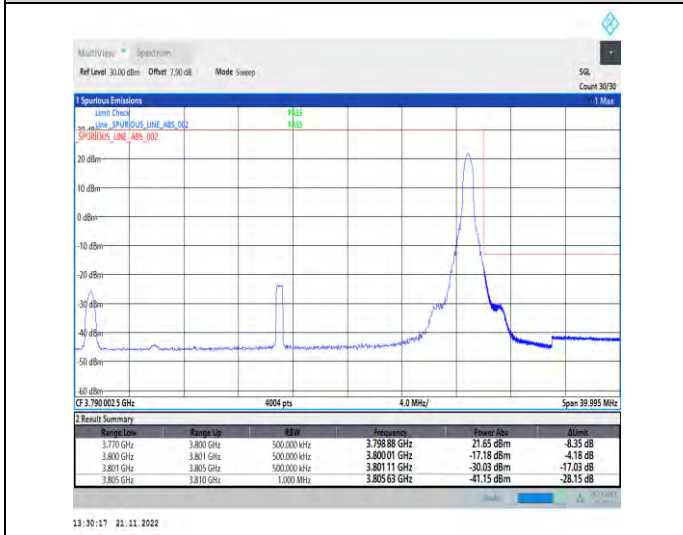 MultiView Spectrum
Ref Level 30.00 dBm Offset 7.90 dB Mode Sweep SGL
Count 30/30
1 Spurious Emissions 1 Max
Limit Check PASS
Line _SPURIOUS_LINE_ABS_002 PASS
_SPURIOUS_LINE_ABS_002
20 dBm
10 dBm
0 dBm
-10 dBm
-20 dBm
-30 dBm
-40 dBm
-50 dBm
-60 dBm
CF 3.790 002 5 GHz 4004 pts 4.0 MHz/ Span 39.995 MHz
2 Result Summary
Range Low Range Up RBW Frequency Power Abs ΔLimit
3.770 GHz 3.800 GHz 500.000 kHz 3.798 88 GHz 21.65 dBm -8.35 dB
3.800 GHz 3.801 GHz 500.000 kHz 3.800 01 GHz -17.18 dBm -4.18 dB
3.801 GHz 3.805 GHz 500.000 kHz 3.801 11 GHz -30.03 dBm -17.03 dB
3.805 GHz 3.810 GHz 1.000 MHz 3.805 63 GHz -41.15 dBm -28.15 dB
13:30:17 21.11.2022